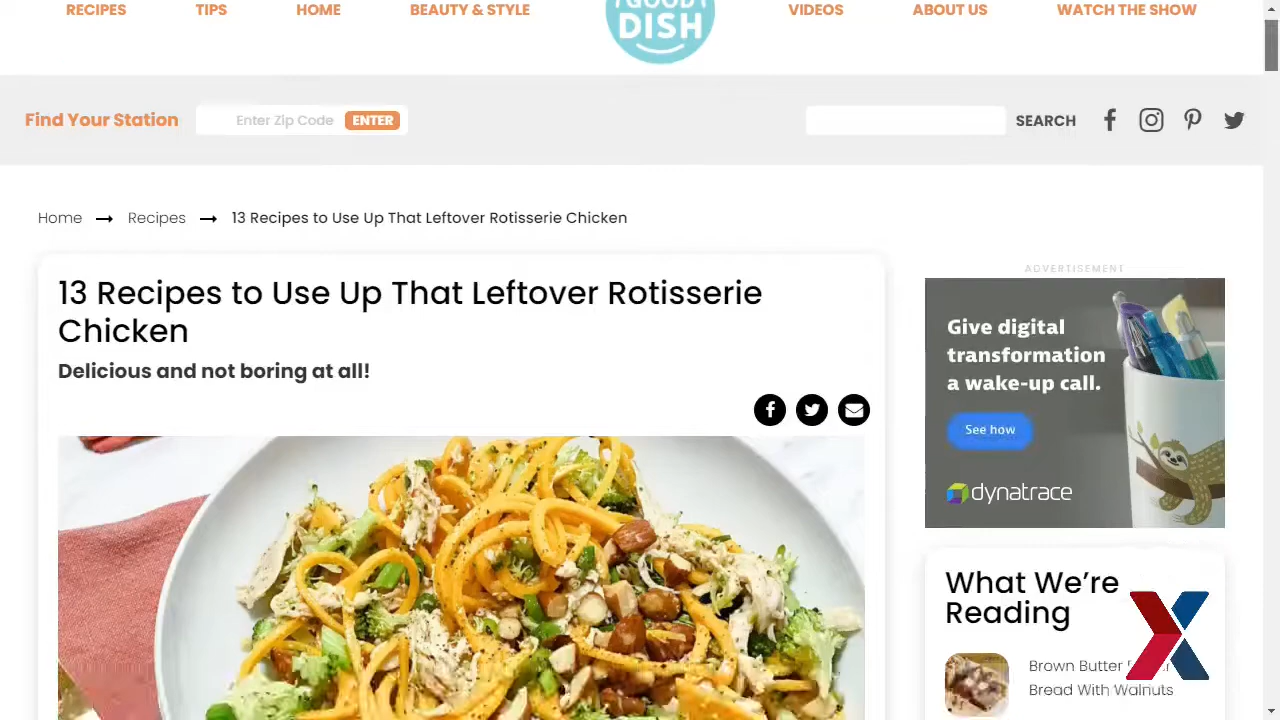 RECIPES TIPS HOME BEAUTY & STYLE VIDEOS ABOUT US WATCH THE SHOW
DISH
Find Your Station Enter Zip Code ENTER SEARCH
Home Recipes 13 Recipes to Use Up That Leftover Rotisserie Chicken
13 Recipes to Use Up That Leftover Rotisserie
Chicken
Delicious and not boring at all!
ADVERTISEMENT
Give digital
transformation
a wake-up call.
See how
dynatrace
What We’re
Reading
Brown Butter
Bread With Walnuts